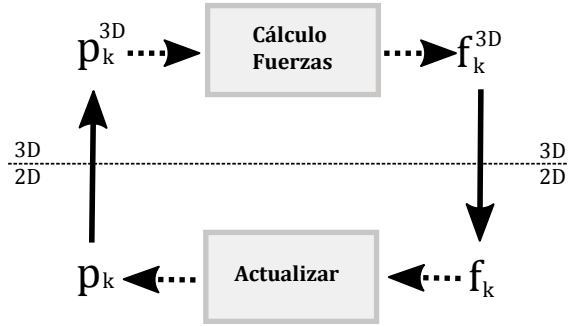 p_k^3D
Cálculo
Fuerzas
f_k^3D
3D
2D
3D
2D
p_k
Actualizar
f_k